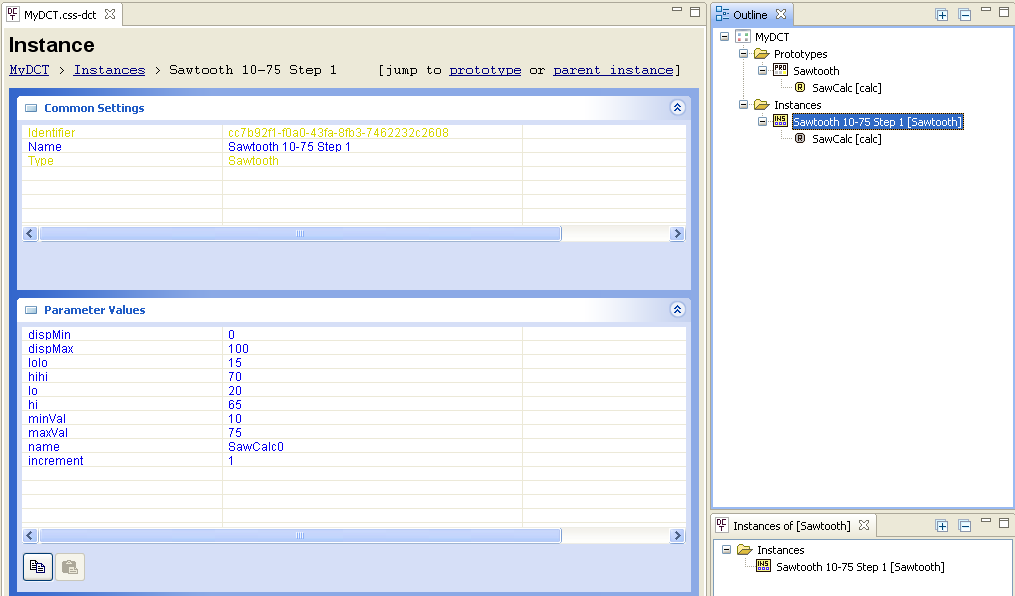 MyDCT.css-dct
Instance
MyDCT > Instances > Sawtooth 10-75 Step 1 [jump to prototype or parent instance]
Common Settings
Identifier cc7b92f1-f0a0-43fa-8fb3-7462232c2608
Name Sawtooth 10-75 Step 1
Type Sawtooth
Parameter Values
dispMin 0
dispMax 100
lolo 15
hihi 70
lo 20
hi 65
minVal 10
maxVal 75
name SawCalc0
increment 1
Outline
MyDCT
Prototypes
PRO Sawtooth
R SawCalc [calc]
Instances
INS Sawtooth 10-75 Step 1 [Sawtooth]
R SawCalc [calc]
Instances of [Sawtooth]
Instances
INS Sawtooth 10-75 Step 1 [Sawtooth]